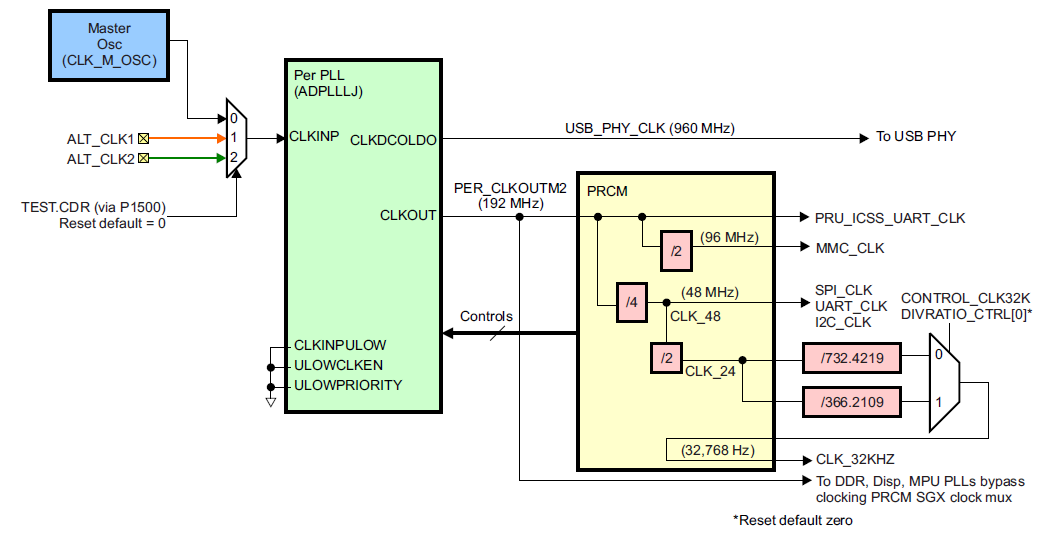 Master
Osc
(CLK_M_OSC)
Per PLL
(ADPLLLJ)
0
ALT_CLK1
1
CLKINP
CLKDCOLDO
USB_PHY_CLK (960 MHz)
To USB PHY
ALT_CLK2
2
TEST.CDR (via P1500)
Reset default = 0
CLKOUT
PER_CLKOUTM2
(192 MHz)
PRCM
PRU_ICSS_UART_CLK
/2
(96 MHz)
MMC_CLK
/4
(48 MHz)
CLK_48
SPI_CLK
UART_CLK
I2C_CLK
CONTROL_CLK32K
DIVRATIO_CTRL[0]*
Controls
CLKINPULOW
ULOWCLKEN
ULOWPRIORITY
/2
CLK_24
/732.4219
0
/366.2109
1
(32,768 Hz)
CLK_32KHZ
To DDR, Disp, MPU PLLs bypass
clocking PRCM SGX clock mux
*Reset default zero